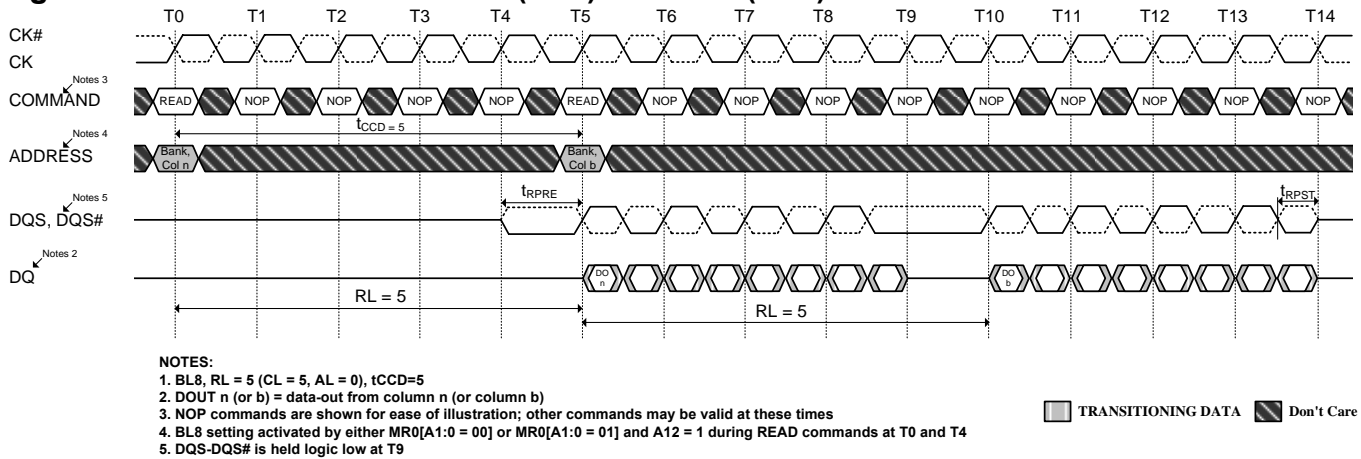 T0 T1 T2 T3 T4 T5 T6 T7 T8 T9 T10 T11 T12 T13 T14
CK#
CK
Notes 3
COMMAND READ NOP NOP NOP NOP READ NOP NOP NOP NOP NOP NOP NOP NOP NOP
tCCD = 5
Notes 4
ADDRESS
Bank, Col n
Bank, Col b
tRPRE
tRPST
Notes 5
DQS, DQS#
Notes 2
DQ
DO n
DO b
RL = 5
RL = 5
NOTES:
1. BL8, RL = 5 (CL = 5, AL = 0), tCCD=5
2. DOUT n (or b) = data-out from column n (or column b)
3. NOP commands are shown for ease of illustration; other commands may be valid at these times
4. BL8 setting activated by either MR0[A1:0 = 00] or MR0[A1:0 = 01] and A12 = 1 during READ commands at T0 and T4
5. DQS-DQS# is held logic low at T9
TRANSITIONING DATA
Don't Care